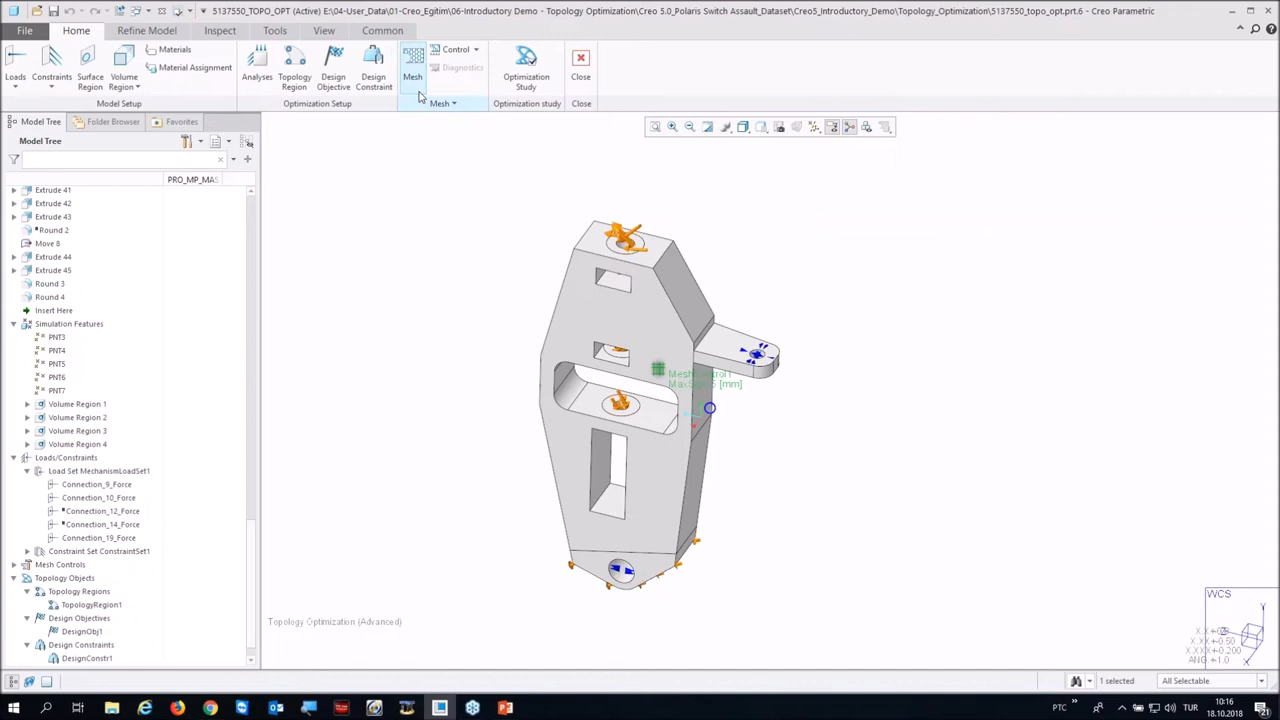 5137550_TOPO_OPT (Active) E:\04-User_Data\01-Creo_Egitim\06-Introductory Demo - Topology Optimization\Creo 5.0_Polaris Switch Assault_Dataset\Creo5_Introductory_Demo\Topology_Optimization\5137550_topo_opt.prt.6 - Creo Parametric
File Home Refine Model Inspect Tools View Common
Loads Constraints Surface Region Volume Region Materials Material Assignment Analyses Topology Region Design Objective Design Constraint Mesh Control Diagnostics Optimization Study Close
Model Setup Optimization Setup Mesh Optimization study Close
Model Tree Folder Browser Favorites
Model Tree
PRO_MP_MAS
Extrude 41
Extrude 42
Extrude 43
Round 2
Move 8
Extrude 44
Extrude 45
Round 3
Round 4
Insert Here
Simulation Features
PNT3
PNT4
PNT5
PNT6
PNT7
Volume Region 1
Volume Region 2
Volume Region 3
Volume Region 4
Loads/Constraints
Load Set MechanismLoadSet1
Connection_9_Force
Connection_10_Force
Connection_12_Force
Connection_14_Force
Connection_19_Force
Constraint Set ConstraintSet1
Mesh Controls
Topology Objects
Topology Regions
TopologyRegion1
Design Objectives
DesignObj1
Design Constraints
DesignConstr1
[mm]
Topology Optimization (Advanced)
WCS
Y
X
ANG.+-1.0
1 selected All Selectable
PTC TUR 10:16
18.10.2018
21